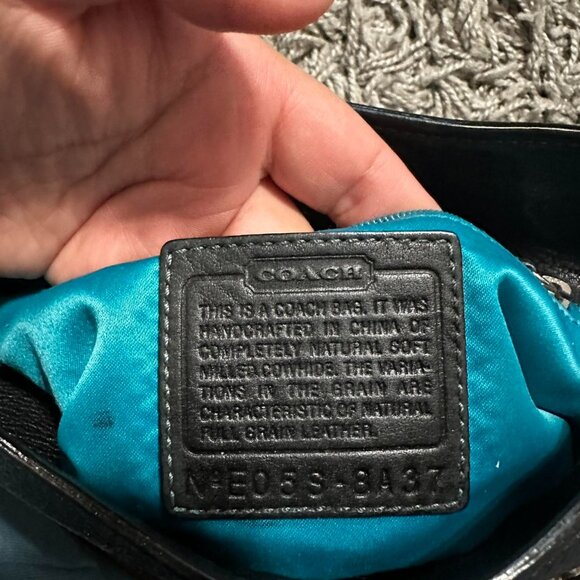 COACH
THIS IS A COACH BAG. IT WAS
HANDCRAFTED IN CHINA OF
COMPLETELY NATURAL SOFT
MILLED COWHIDE. THE VARIA-
TIONS IN THE GRAIN ARE
CHARACTERISTIC OF NATURAL
FULL GRAIN LEATHER.
Nº E05S-8A37